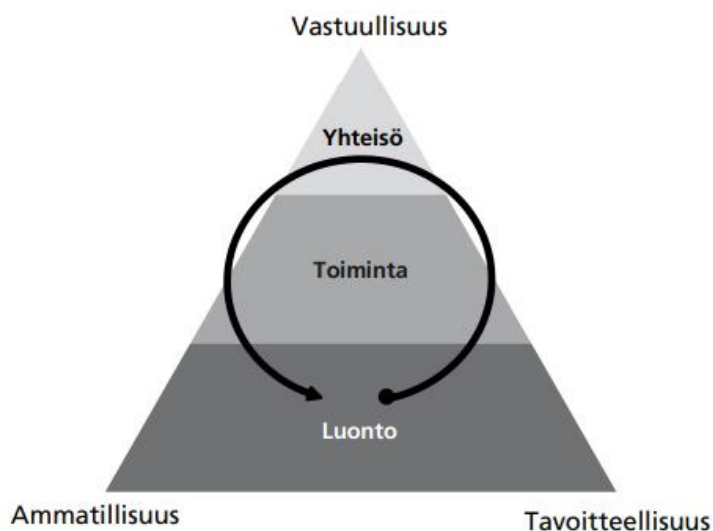 Vastuullisuus
Yhteisö
Toiminta
Luonto
Ammatillisuus
Tavoitteellisuus